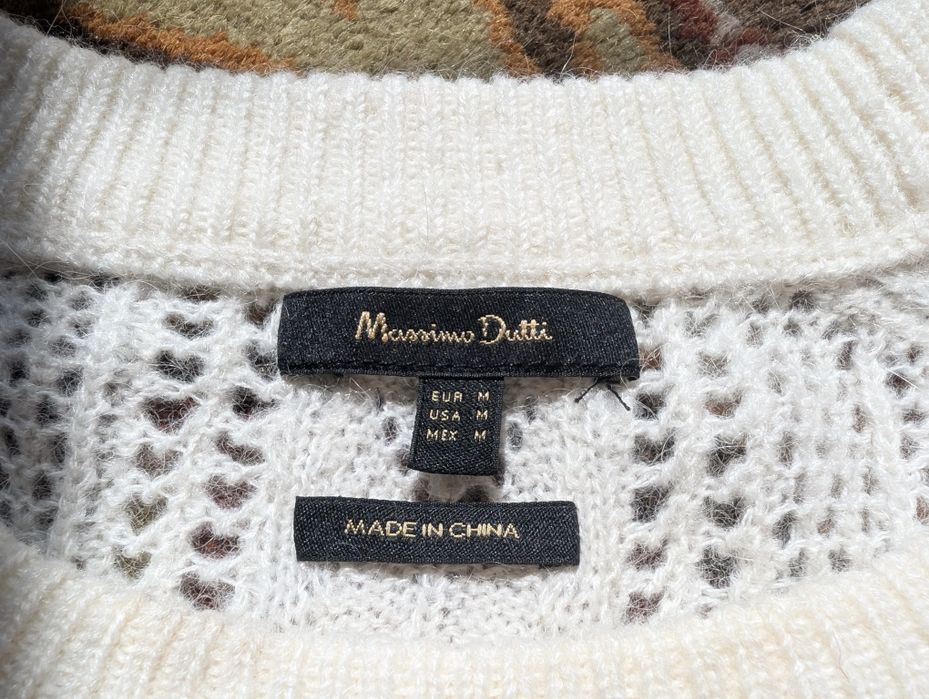 Massimo Dutti
EUR M
USA M
MEX M
MADE IN CHINA